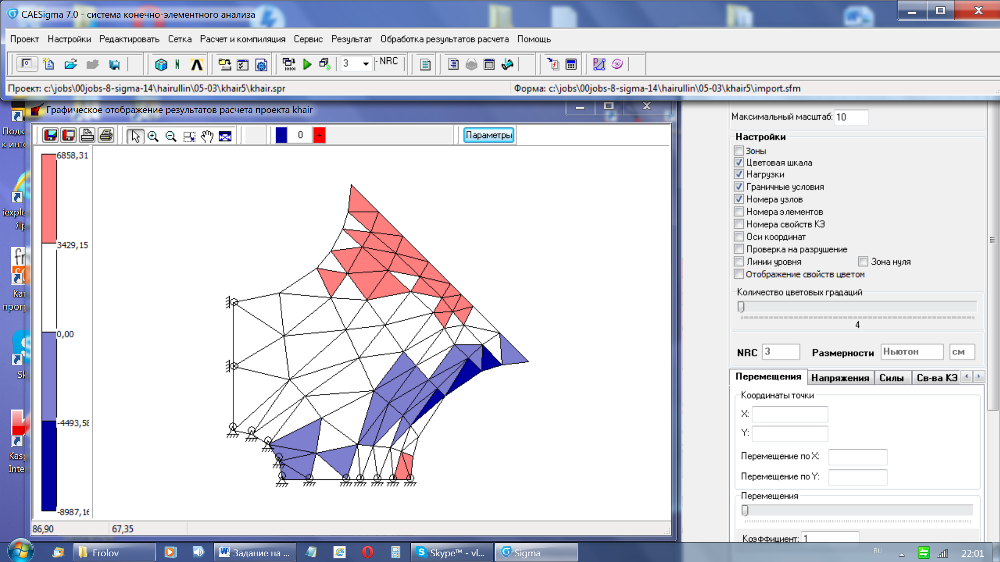 CAESigma 7.0 - система конечно-элементного анализа
Проект Настройки Редактировать Сетка Расчет и компиляция Сервис Результат Обработка результатов расчета Помощь
3 - NRC
Проект: c:\jobs\00jobs-8-sigma-14\hairullin\05-03\khair5\khair.spr
Форма: c:\jobs\00jobs-8-sigma-14\hairullin\05-03\khair5\import.sfm
Графическое отображение результатов расчета проекта khair
- 0 + Параметры
6858,31
3429,15
0,00
-4493,58
-8987,16
86,90 67,35
Максимальный масштаб: 10
Настройки
Зоны
Цветовая шкала
Нагрузки
Граничные условия
Номера узлов
Номера элементов
Номера свойств КЭ
Оси координат
Проверка на разрушение
Линии уровня Зона нуля
Отображение свойств цветом
Количество цветовых градаций
4
NRC 3 Размерности Ньютон см
Перемещения Напряжения Силы Св-ва КЭ
Координаты точки
X:
Y:
Перемещение по X:
Перемещение по Y:
Перемещения
Коэффициент: 1
Подк
к инте
iexplo
Яр
Кат
прогр
Sk
Kasp
Inte
Frolov
Задание на ...
Skype™ - vl...
Sigma
RU
22:01